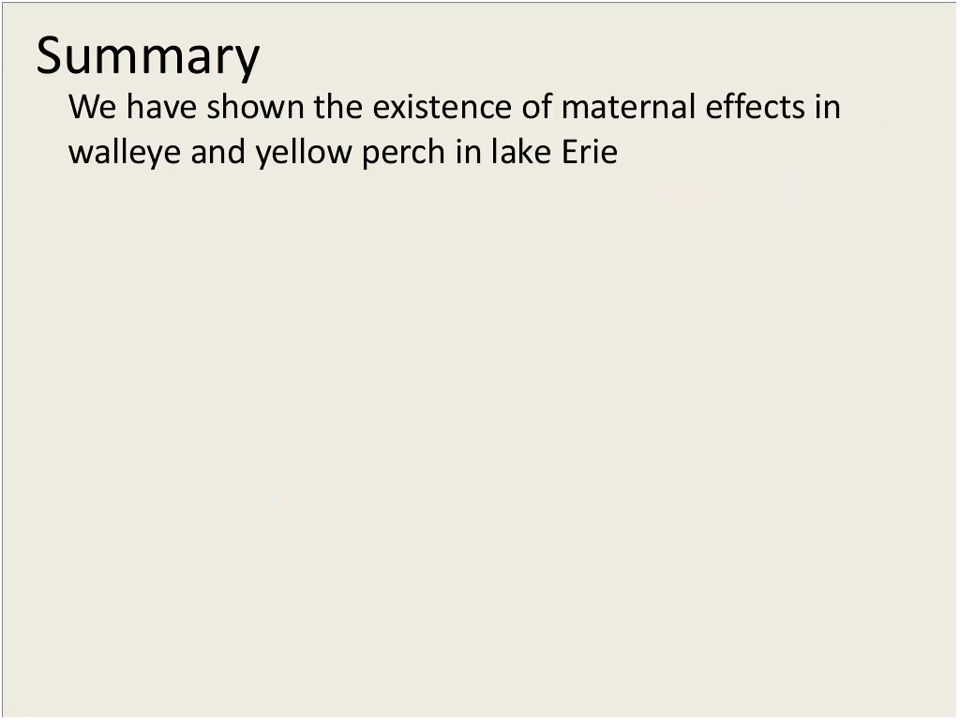 Summary
We have shown the existence of maternal effects in
walleye and yellow perch in lake Erie